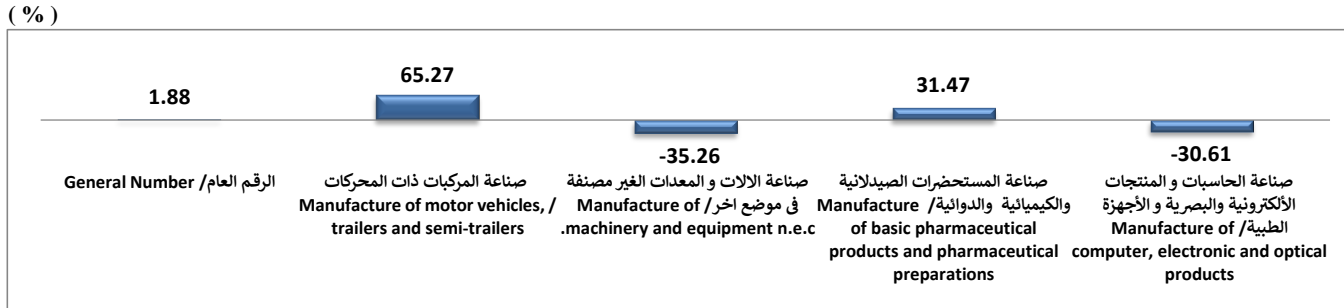 ( % )
1.88
65.27
-35.26
31.47
-30.61
الرقم العام/ General Number
صناعة المركبات ذات المحركات
/ Manufacture of motor vehicles,
trailers and semi-trailers
صناعة الالات و المعدات الغير مصنفة
فى موضع اخر/ Manufacture of
machinery and equipment n.e.c.
صناعة المستحضرات الصيدلانية
والكيميائية والدوائية/ Manufacture
of basic pharmaceutical
products and pharmaceutical
preparations
صناعة الحاسبات و المنتجات
الألكترونية والبصرية و الأجهزة
الطبية/ Manufacture of
computer, electronic and optical
products